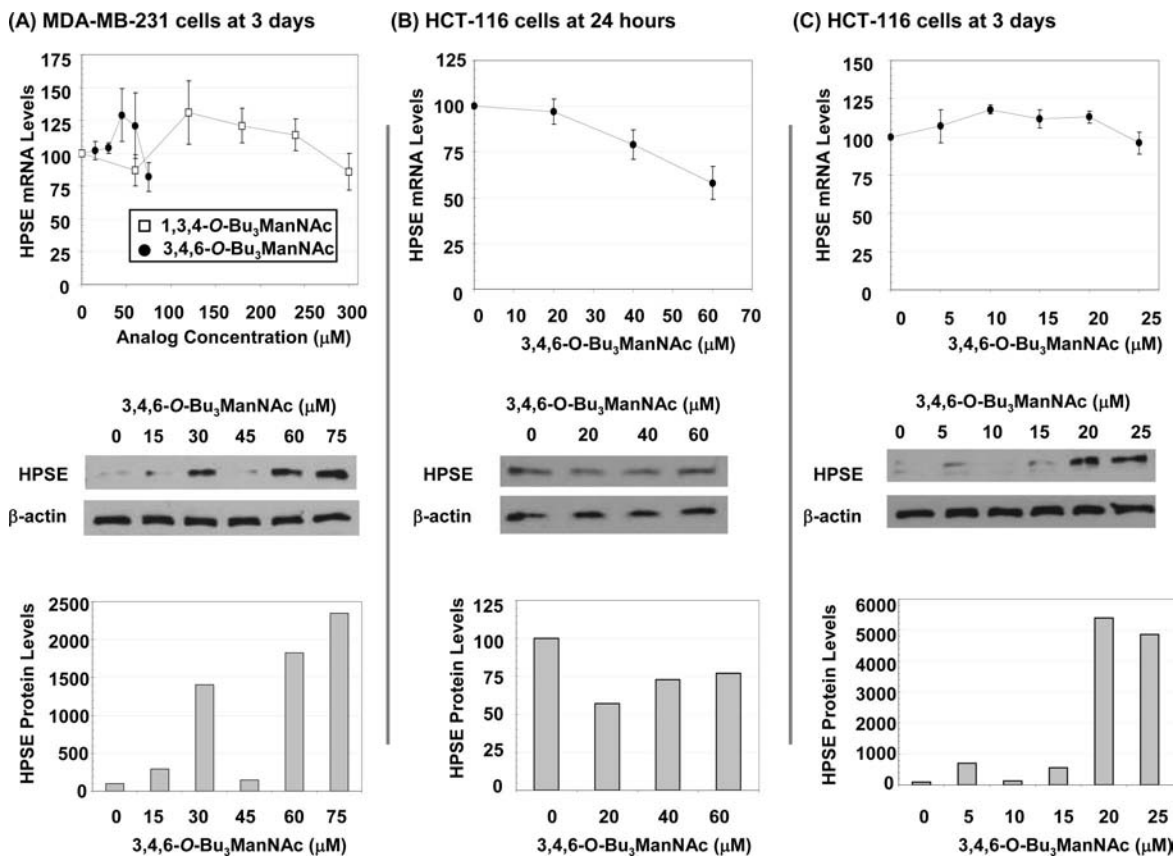 (A) MDA-MB-231 cells at 3 days
HPSE mRNA Levels
175
150
125
100
75
50
25
0
1,3,4-O-Bu3ManNAc
3,4,6-O-Bu3ManNAc
0 50 100 150 200 250 300
Analog Concentration (μM)
3,4,6-O-Bu3ManNAc (μM)
0 15 30 45 60 75
HPSE
β-actin
HPSE Protein Levels
2500
2000
1500
1000
500
0
0 15 30 45 60 75
3,4,6-O-Bu3ManNAc (μM)
(B) HCT-116 cells at 24 hours
HPSE mRNA Levels
125
100
75
50
25
0
0 10 20 30 40 50 60 70
3,4,6-O-Bu3ManNAc (μM)
3,4,6-O-Bu3ManNAc (μM)
0 20 40 60
HPSE
β-actin
HPSE Protein Levels
125
100
75
50
25
0
0 20 40 60
3,4,6-O-Bu3ManNAc (μM)
(C) HCT-116 cells at 3 days
HPSE mRNA Levels
150
125
100
75
50
25
0
0 5 10 15 20 25
3,4,6-O-Bu3ManNAc (μM)
3,4,6-O-Bu3ManNAc (μM)
0 5 10 15 20 25
HPSE
β-actin
HPSE Protein Levels
6000
5000
4000
3000
2000
1000
0
0 5 10 15 20 25
3,4,6-O-Bu3ManNAc (μM)